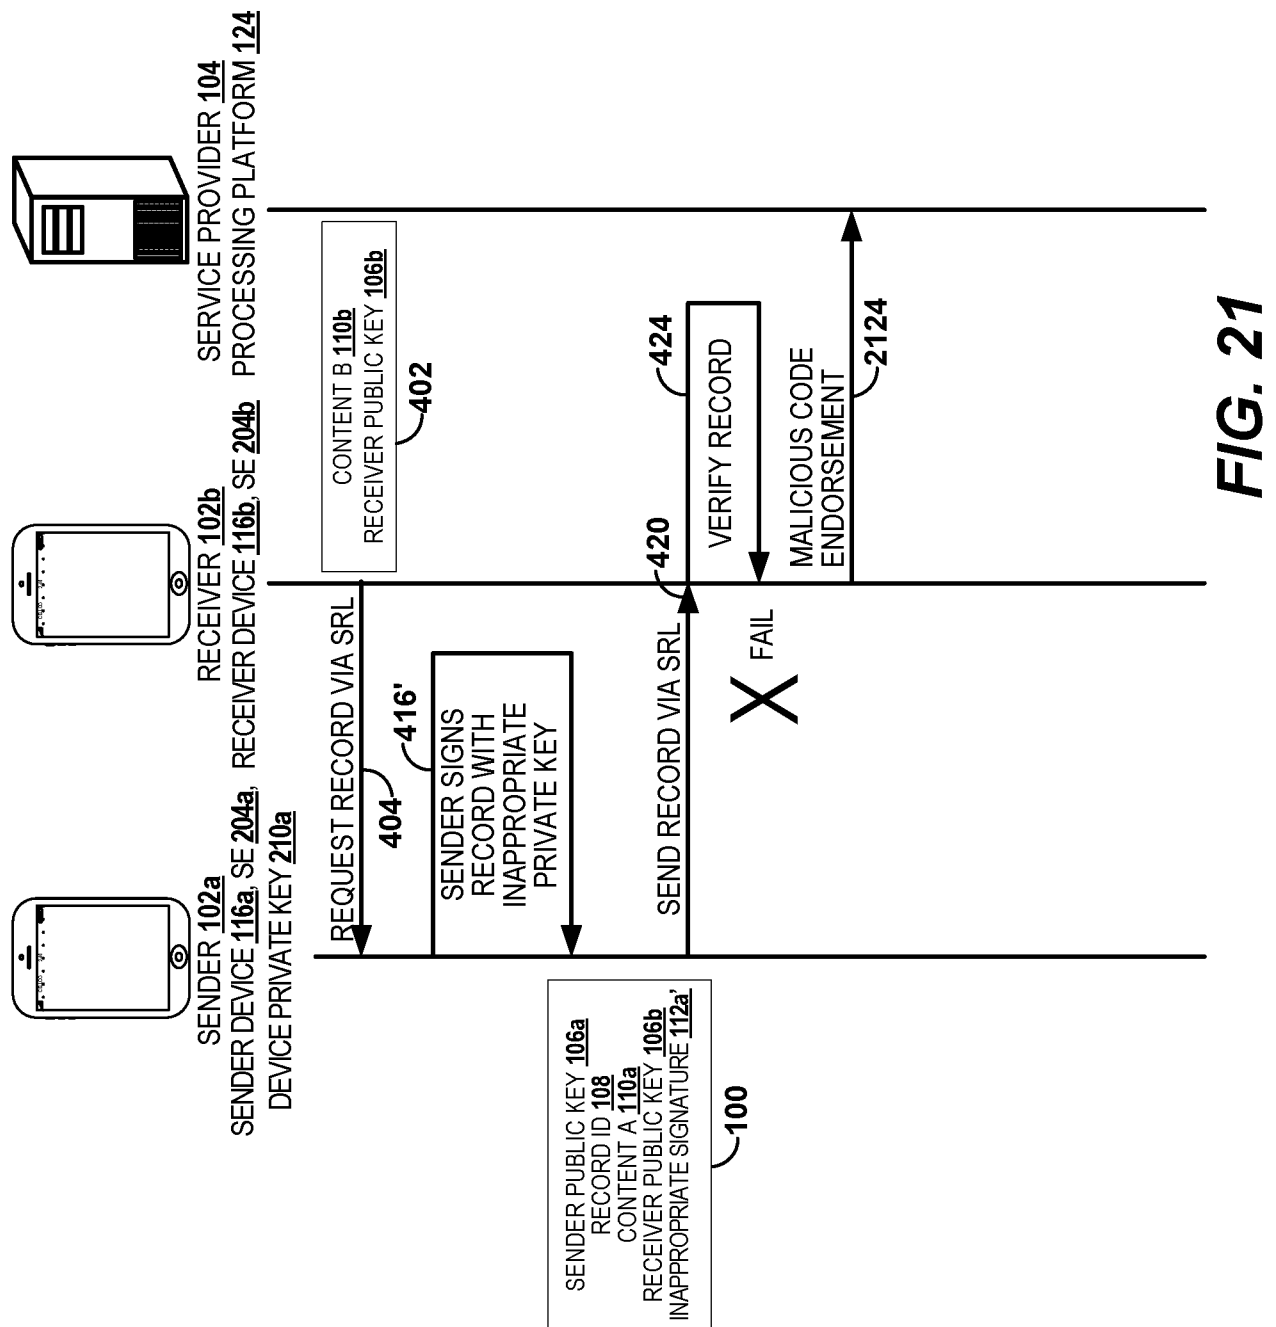 SENDER 102a
SENDER DEVICE 116a, SE 204a,
DEVICE PRIVATE KEY 210a
RECEIVER 102b
RECEIVER DEVICE 116b, SE 204b
SERVICE PROVIDER 104
PROCESSING PLATFORM 124
CONTENT B 110b
RECEIVER PUBLIC KEY 106b
402
REQUEST RECORD VIA SRL
404
416'
SENDER SIGNS
RECORD WITH
INAPPROPRIATE
PRIVATE KEY
SENDER PUBLIC KEY 106a
RECORD ID 108
CONTENT A 110a
RECEIVER PUBLIC KEY 106b
INAPPROPRIATE SIGNATURE 112a'
100
SEND RECORD VIA SRL
420
424
VERIFY RECORD
X
FAIL
MALICIOUS CODE
ENDORSEMENT
2124
FIG. 21